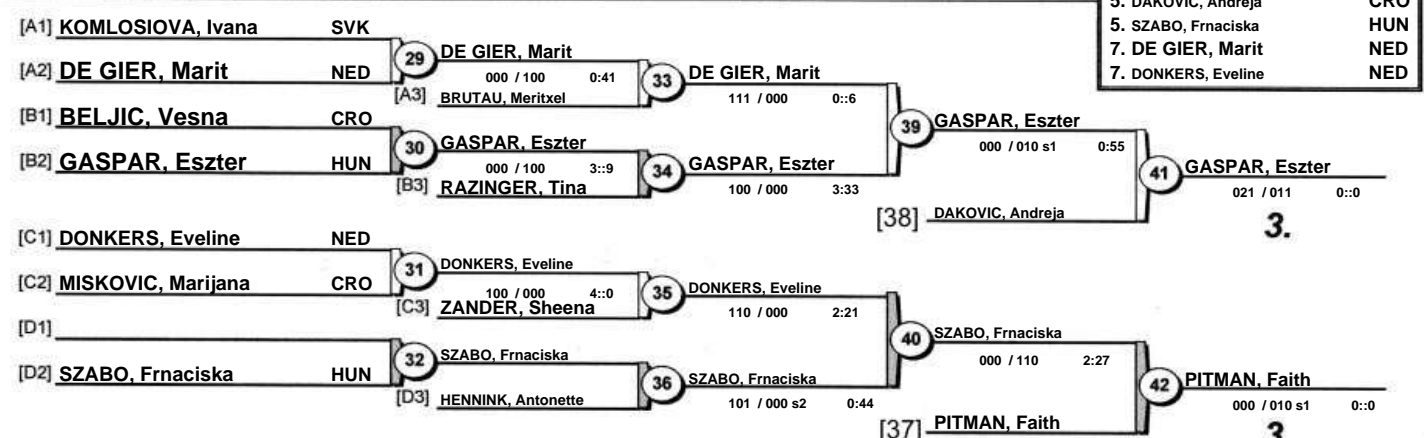 5. DAKOVIC, Andreja CRO
5. SZABO, Frnaciska HUN
7. DE GIER, Marit NED
7. DONKERS, Eveline NED
[A1] KOMLOSIOVA, Ivana SVK
[A2] DE GIER, Marit NED
29 DE GIER, Marit
000 / 100 0:41
[A3] BRUTAU, Meritxel
33 DE GIER, Marit
111 / 000 0::6
[B1] BELJIC, Vesna CRO
[B2] GASPAR, Eszter HUN
30 GASPAR, Eszter
000 / 100 3::9
[B3] RAZINGER, Tina
34 GASPAR, Eszter
100 / 000 3:33
39 GASPAR, Eszter
000 / 010 s1 0:55
[38] DAKOVIC, Andreja
41 GASPAR, Eszter
021 / 011 0::0
3.
[C1] DONKERS, Eveline NED
[C2] MISKOVIC, Marijana CRO
31 DONKERS, Eveline
100 / 000 4::0
[C3] ZANDER, Sheena
35 DONKERS, Eveline
110 / 000 2:21
[D1]
[D2] SZABO, Frnaciska HUN
32 SZABO, Frnaciska
[D3] HENNINK, Antonette
36 SZABO, Frnaciska
101 / 000 s2 0:44
40 SZABO, Frnaciska
000 / 110 2:27
[37] PITMAN, Faith
42 PITMAN, Faith
000 / 010 s1 0::0
3